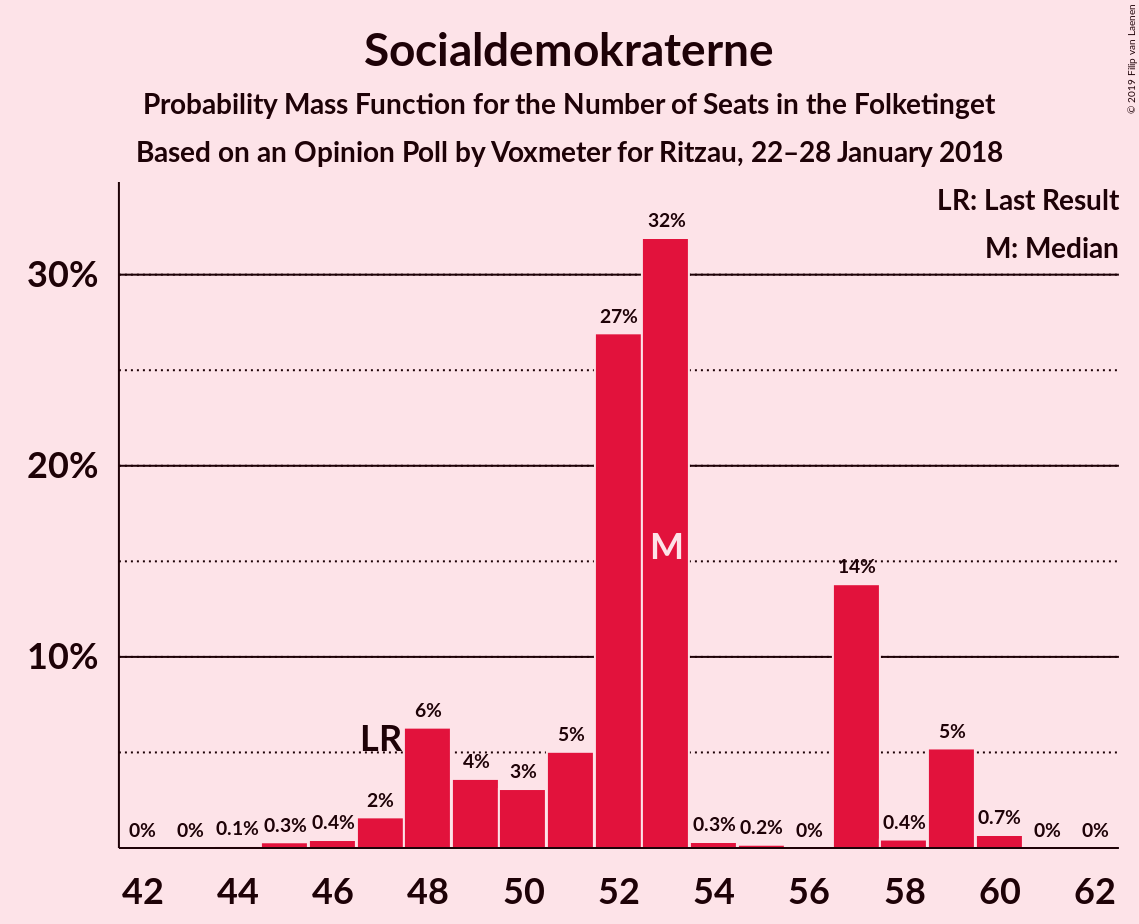 © 2019 Filip van Laenen
Socialdemokraterne
Probability Mass Function for the Number of Seats in the Folketinget
Based on an Opinion Poll by Voxmeter for Ritzau, 22–28 January 2018
LR: Last Result
M: Median
30%
20%
10%
0%
0%
0.1%
0.3%
0.4%
2%
LR
6%
4%
3%
5%
27%
32%
M
0.3%
0.2%
0%
14%
0.4%
5%
0.7%
0%
0%
42 44 46 48 50 52 54 56 58 60 62